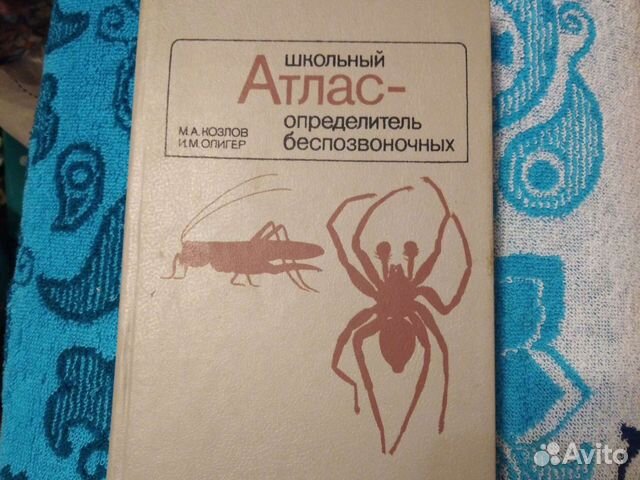 ШКОЛЬНЫЙ
АТЛАС-
М.А.КОЗЛОВ определитель
И.М.ОЛИГЕР беспозвоночных
Avito